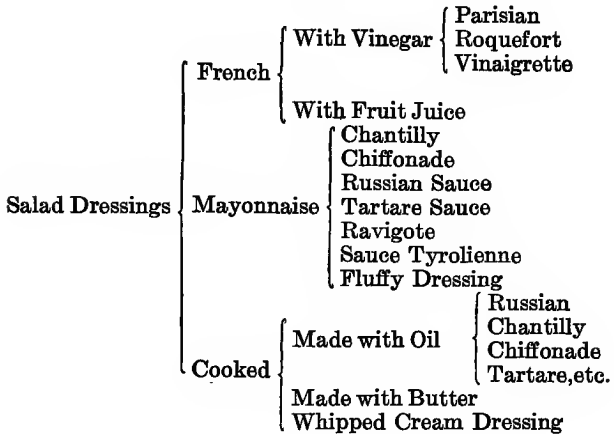 Salad Dressings
French
With Vinegar
Parisian
Roquefort
Vinaigrette
With Fruit Juice
Mayonnaise
Chantilly
Chiffonade
Russian Sauce
Tartare Sauce
Ravigote
Sauce Tyrolienne
Fluffy Dressing
Cooked
Made with Oil
Russian
Chantilly
Chiffonade
Tartare,etc.
Made with Butter
Whipped Cream Dressing